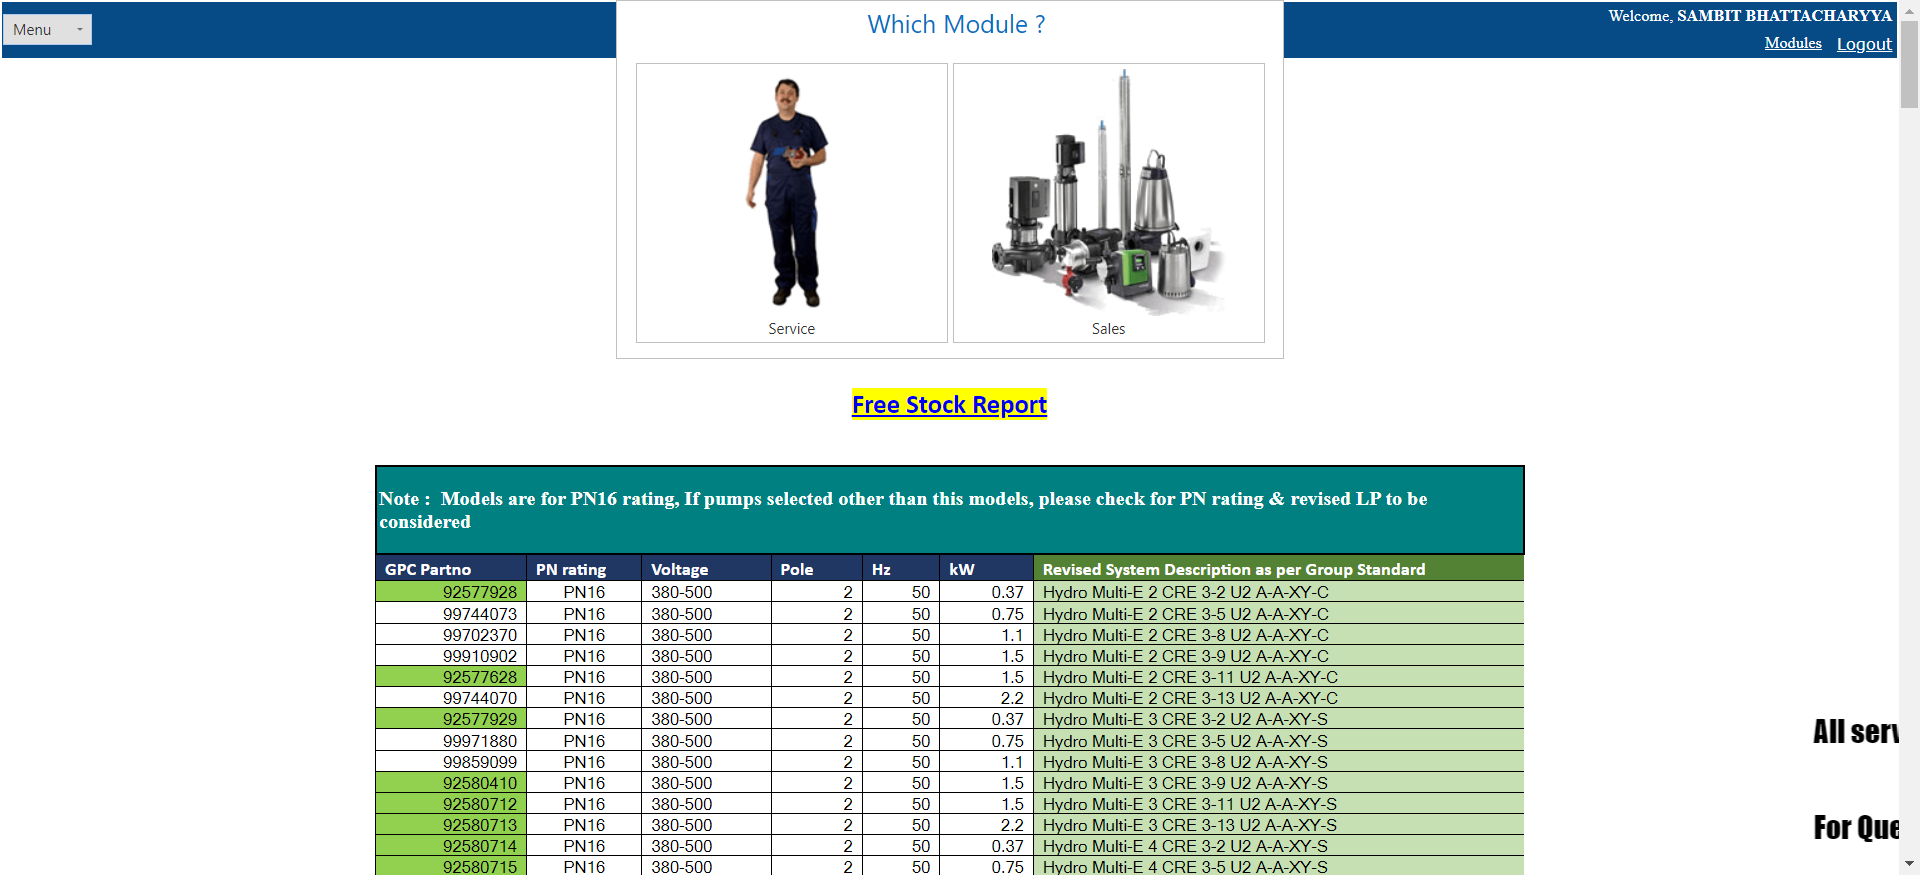 Menu
Which Module ?
Welcome, SAMBIT BHATTACHARYYA
Modules Logout
Service
Sales
Free Stock Report
Note :  Models are for PN16 rating, If pumps selected other than this models, please check for PN rating & revised LP to be
considered
GPC Partno PN rating Voltage Pole Hz kW Revised System Description as per Group Standard
92577928 PN16 380-500 2 50 0.37 Hydro Multi-E 2 CRE 3-2 U2 A-A-XY-C
99744073 PN16 380-500 2 50 0.75 Hydro Multi-E 2 CRE 3-5 U2 A-A-XY-C
99702370 PN16 380-500 2 50 1.1 Hydro Multi-E 2 CRE 3-8 U2 A-A-XY-C
99910902 PN16 380-500 2 50 1.5 Hydro Multi-E 2 CRE 3-9 U2 A-A-XY-C
92577628 PN16 380-500 2 50 1.5 Hydro Multi-E 2 CRE 3-11 U2 A-A-XY-C
99744070 PN16 380-500 2 50 2.2 Hydro Multi-E 2 CRE 3-13 U2 A-A-XY-C
92577929 PN16 380-500 2 50 0.37 Hydro Multi-E 3 CRE 3-2 U2 A-A-XY-S
99971880 PN16 380-500 2 50 0.75 Hydro Multi-E 3 CRE 3-5 U2 A-A-XY-S
99859099 PN16 380-500 2 50 1.1 Hydro Multi-E 3 CRE 3-8 U2 A-A-XY-S
92580410 PN16 380-500 2 50 1.5 Hydro Multi-E 3 CRE 3-9 U2 A-A-XY-S
92580712 PN16 380-500 2 50 1.5 Hydro Multi-E 3 CRE 3-11 U2 A-A-XY-S
92580713 PN16 380-500 2 50 2.2 Hydro Multi-E 3 CRE 3-13 U2 A-A-XY-S
92580714 PN16 380-500 2 50 0.37 Hydro Multi-E 4 CRE 3-2 U2 A-A-XY-S
92580715 PN16 380-500 2 50 0.75 Hydro Multi-E 4 CRE 3-5 U2 A-A-XY-S
All serv
For Que